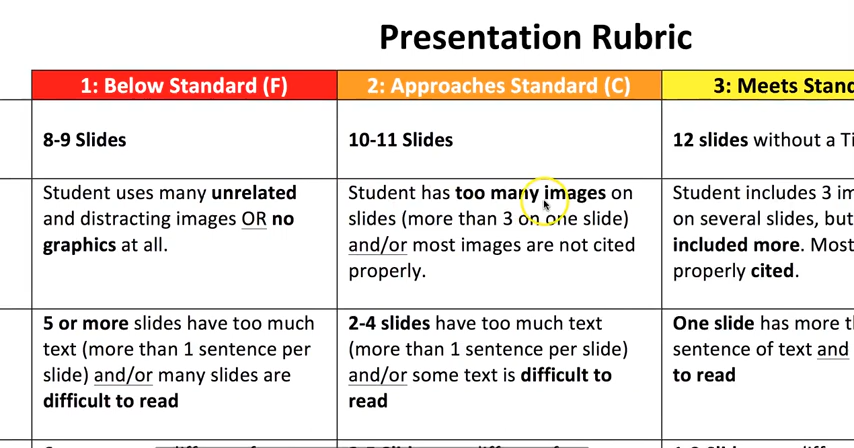 Presentation Rubric
1: Below Standard (F)
2: Approaches Standard (C)
3: Meets
8-9 Slides
10-11 Slides
12 slides without a
Student uses many unrelated
and distracting images OR no
graphics at all.
Student has too many images on
slides (more than 3 on one slide)
and/or most images are not cited
properly.
Student includes 3
on several slides, but
included more. Most
properly cited.
5 or more slides have too much
text (more than 1 sentence per
slide) and/or many slides are
difficult to read
2-4 slides have too much text
(more than 1 sentence per slide)
and/or some text is difficult to
read
One slide has more
sentence of text and
to read